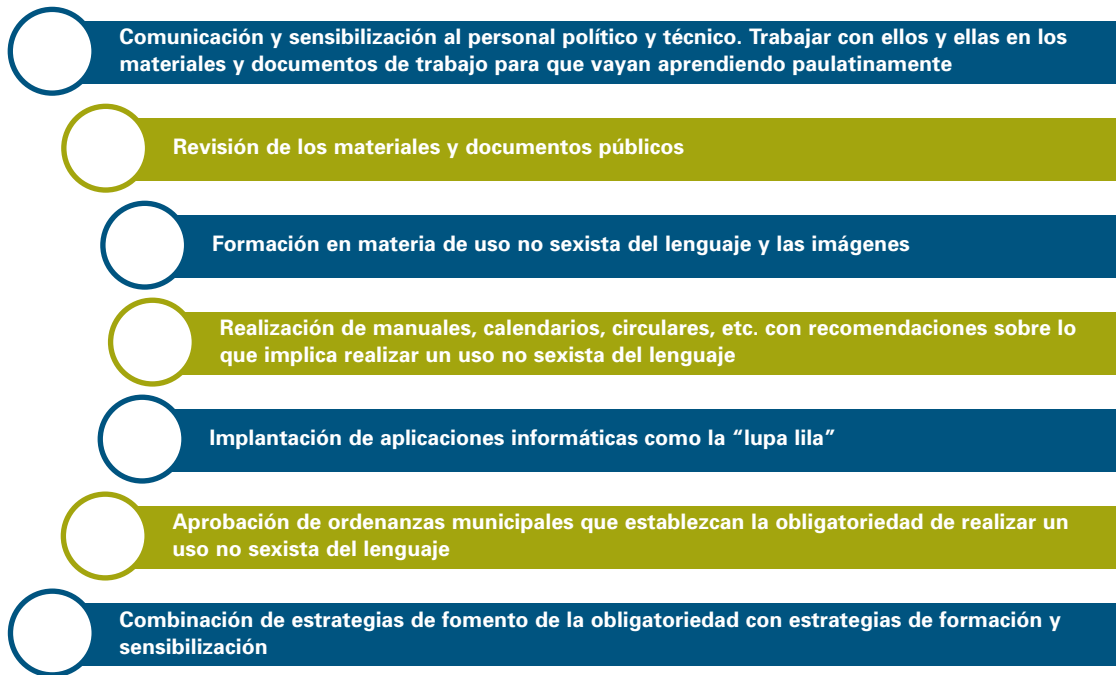 Comunicación y sensibilización al personal político y técnico. Trabajar con ellos y ellas en los
materiales y documentos de trabajo para que vayan aprendiendo paulatinamente
Revisión de los materiales y documentos públicos
Formación en materia de uso no sexista del lenguaje y las imágenes
Realización de manuales, calendarios, circulares, etc. con recomendaciones sobre lo
que implica realizar un uso no sexista del lenguaje
Implantación de aplicaciones informáticas como la “lupa lila”
Aprobación de ordenanzas municipales que establezcan la obligatoriedad de realizar un
uso no sexista del lenguaje
Combinación de estrategias de fomento de la obligatoriedad con estrategias de formación y
sensibilización